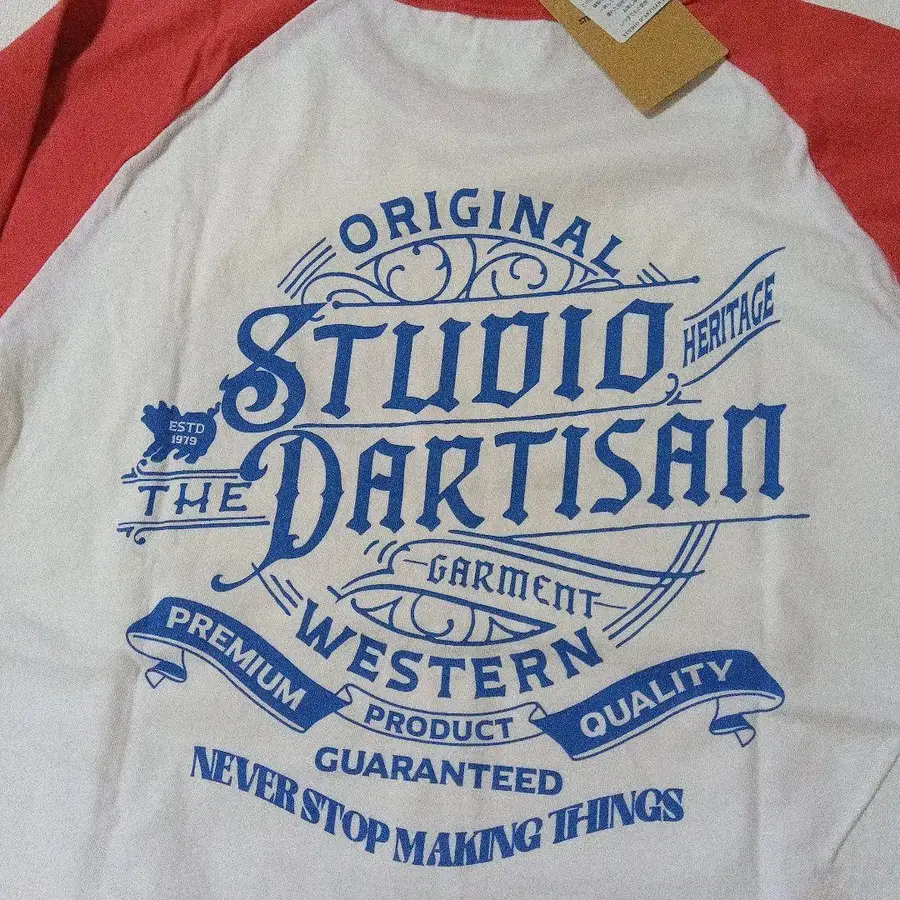 ORIGINAL
STUDIO
HERITAGE
ESTD
1979
THE
DARTISAN
GARMENT
WESTERN
PREMIUM
PRODUCT
QUALITY
GUARANTEED
NEVER STOP MAKING THINGS